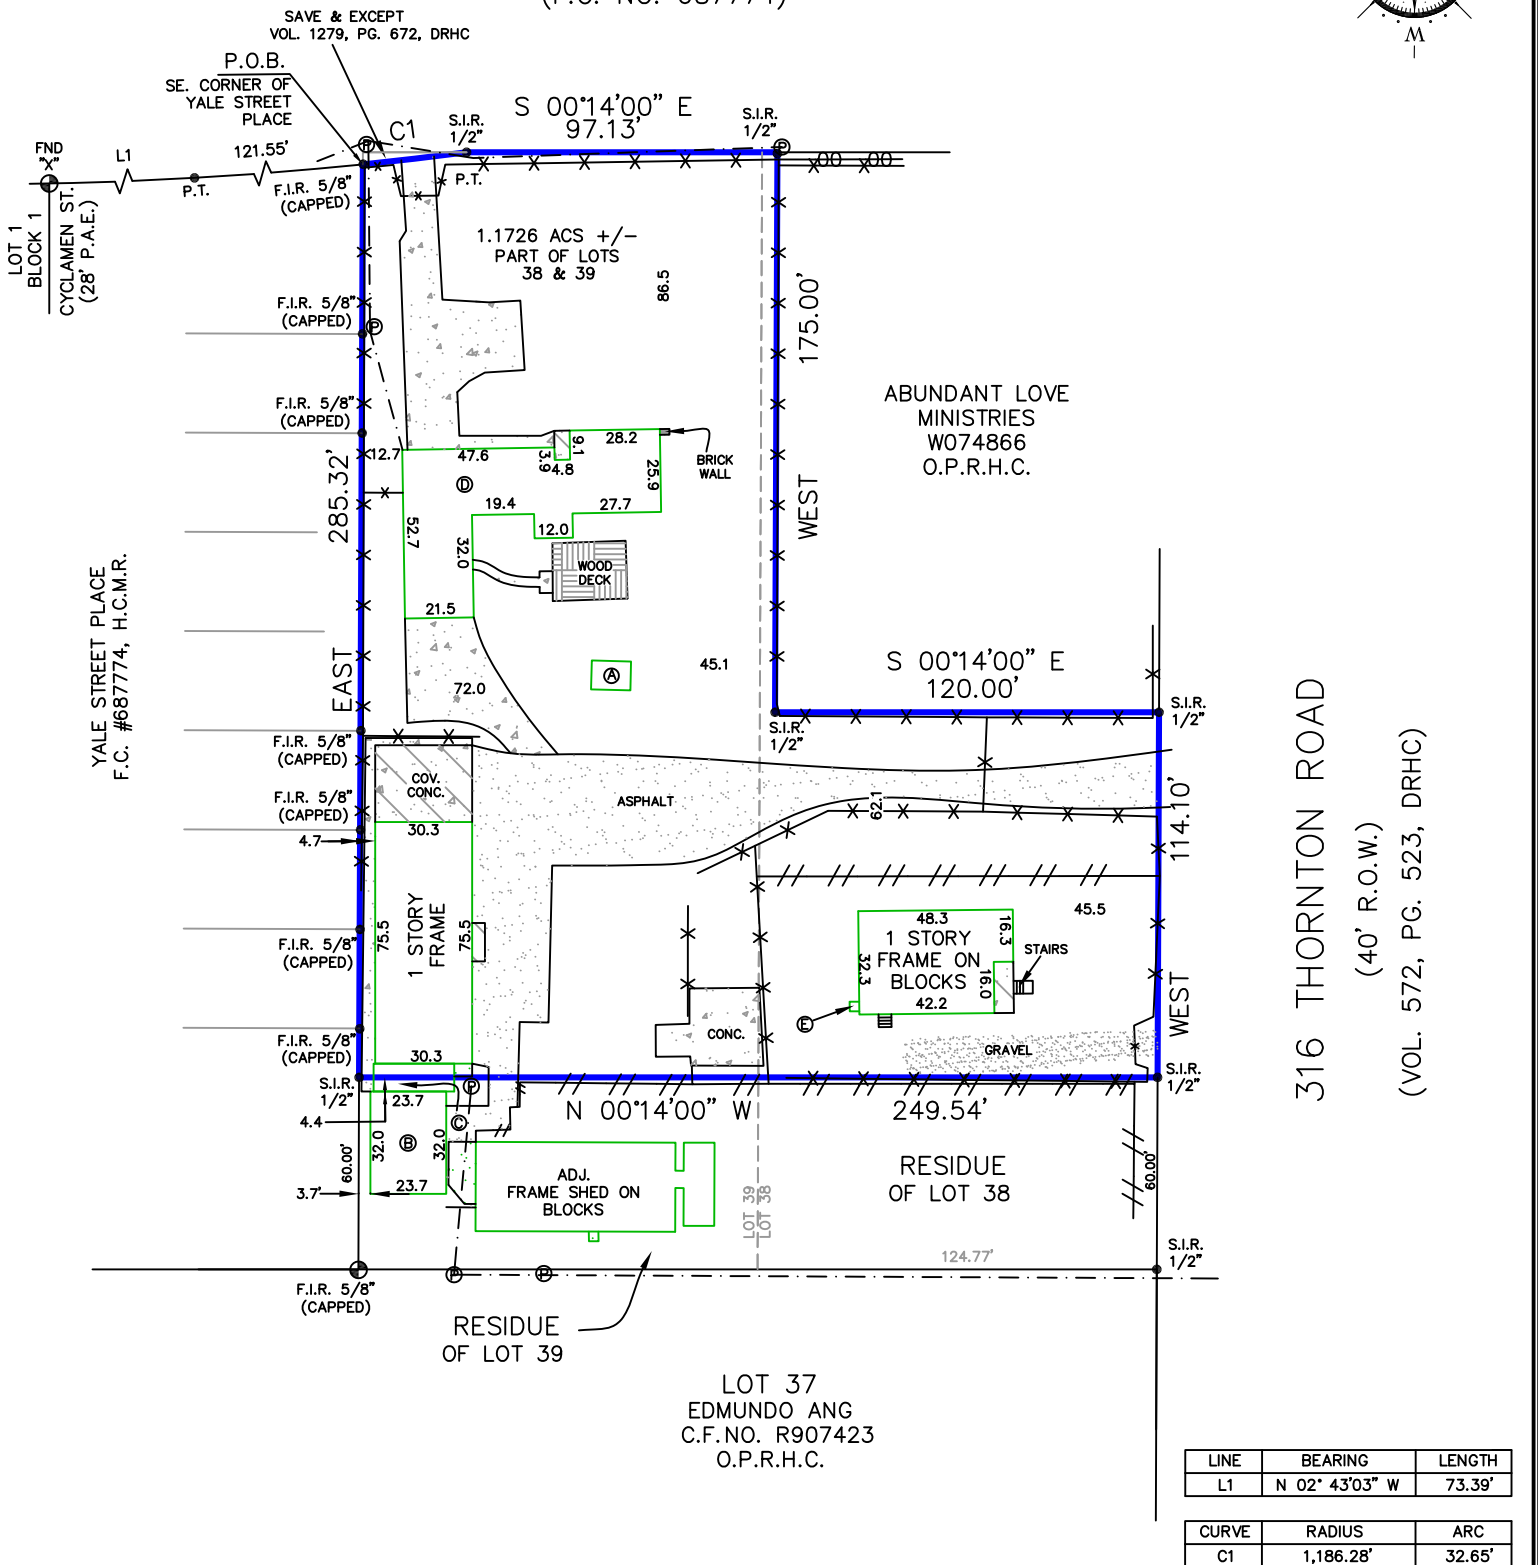 (F.C. NO. 687774)
W
SAVE & EXCEPT
VOL. 1279, PG. 672, DRHC
P.O.B.
SE. CORNER OF
YALE STREET
PLACE
FND
"X"
L1
121.55'
P.T.
LOT 1
BLOCK 1
CYCLAMEN ST.
(28' P.A.E.)
C1
S.I.R.
1/2"
S 00°14'00" E
97.13'
S.I.R.
1/2"
P
P
P.T.
F.I.R. 5/8"
(CAPPED)
1.1726 ACS +/-
PART OF LOTS
38 & 39
86.5
175.00'
WEST
F.I.R. 5/8"
(CAPPED)
P
F.I.R. 5/8"
(CAPPED)
ABUNDANT LOVE
MINISTRIES
W074866
O.P.R.H.C.
285.32'
EAST
12.7
47.6
3.9
4.8
9.1
28.2
25.9
BRICK
WALL
D
19.4
12.0
27.7
52.7
32.0
WOOD
DECK
21.5
A
45.1
72.0
YALE STREET PLACE
F.C. #687774, H.C.M.R.
S 00°14'00" E
120.00'
S.I.R.
1/2"
S.I.R.
1/2"
F.I.R. 5/8"
(CAPPED)
COV.
CONC.
F.I.R. 5/8"
(CAPPED)
ASPHALT
62.1
30.3
4.7
114.10'
WEST
316 THORNTON ROAD
(40' R.O.W.)
(VOL. 572, PG. 523, DRHC)
75.5
1 STORY
FRAME
75.5
F.I.R. 5/8"
(CAPPED)
48.3
45.5
1 STORY
FRAME ON
BLOCKS
16.3
32.3
16.0
42.2
STAIRS
E
CONC.
GRAVEL
F.I.R. 5/8"
(CAPPED)
30.3
S.I.R.
1/2"
P
S.I.R.
1/2"
23.7
4.4
C
N 00°14'00" W
249.54'
32.0
B
32.0
60.00'
3.7'
23.7
ADJ.
FRAME SHED ON
BLOCKS
RESIDUE
OF LOT 38
60.00'
LOT 39
LOT 38
124.77'
S.I.R.
1/2"
P
P
F.I.R. 5/8"
(CAPPED)
RESIDUE
OF LOT 39
LOT 37
EDMUNDO ANG
C.F.NO. R907423
O.P.R.H.C.
LINE BEARING LENGTH
L1 N 02° 43'03" W 73.39'
CURVE RADIUS ARC
C1 1,186.28' 32.65'